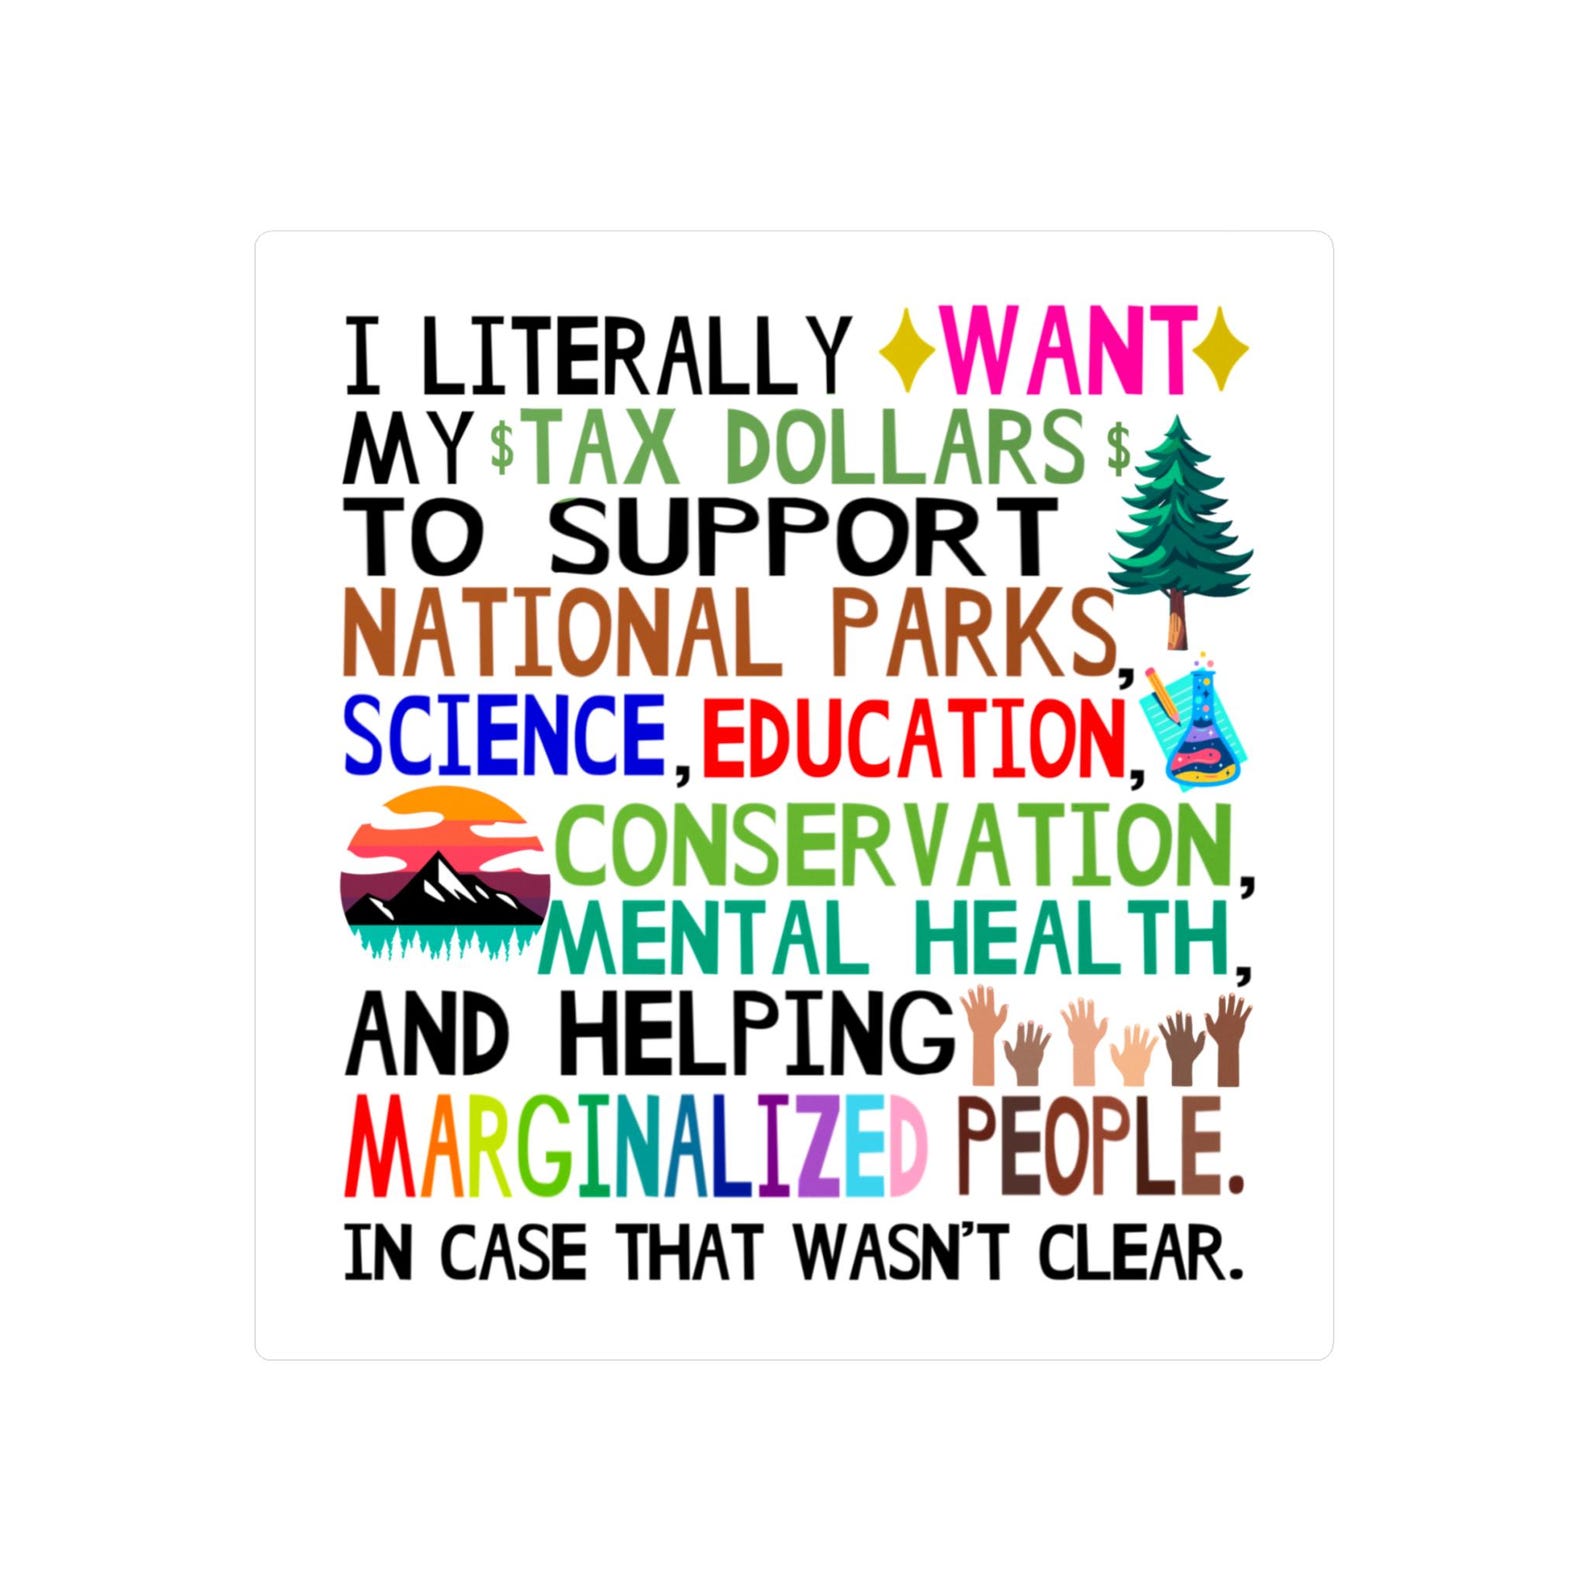 I LITERALLY WANT
MY $TAX DOLLARS $
TO SUPPORT
NATIONAL PARKS,
SCIENCE, EDUCATION,
CONSERVATION,
MENTAL HEALTH,
AND HELPING
MARGINALIZED PEOPLE.
IN CASE THAT WASN'T CLEAR.